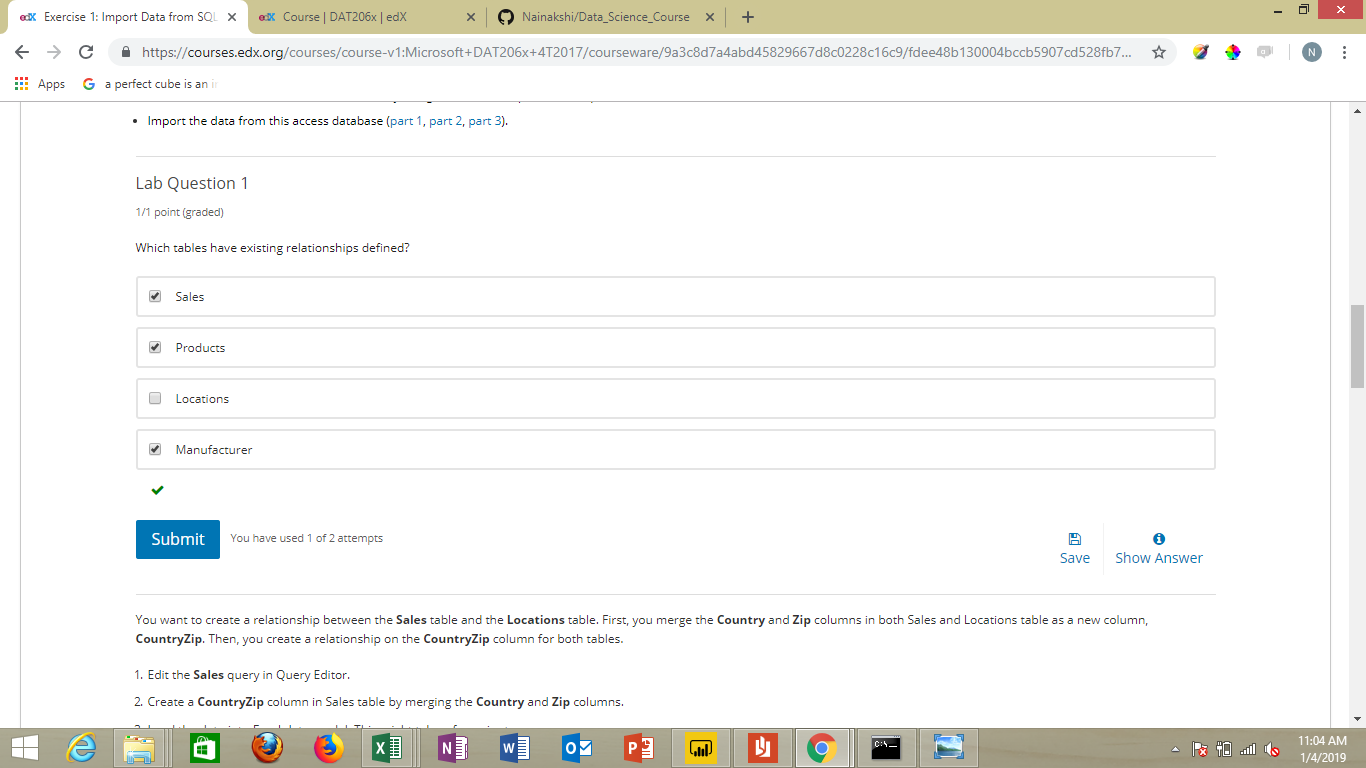 Exercise 1: Import Data from SQL
Course | DAT206x | edX
Nainakshi/Data_Science_Course
https://courses.edx.org/courses/course-v1:Microsoft+DAT206x+4T2017/courseware/9a3c8d7a4abd45829667d8c0228c16c9/fdee48b130004bccb5907cd528fb7...
N
Apps
a perfect cube is an i
• Import the data from this access database (part 1, part 2, part 3).
Lab Question 1
1/1 point (graded)
Which tables have existing relationships defined?
Sales
Products
Locations
Manufacturer
Submit
You have used 1 of 2 attempts
Save
Show Answer
You want to create a relationship between the Sales table and the Locations table. First, you merge the Country and Zip columns in both Sales and Locations table as a new column,
CountryZip. Then, you create a relationship on the CountryZip column for both tables.
1. Edit the Sales query in Query Editor.
2. Create a CountryZip column in Sales table by merging the Country and Zip columns.
11:04 AM
1/4/2019